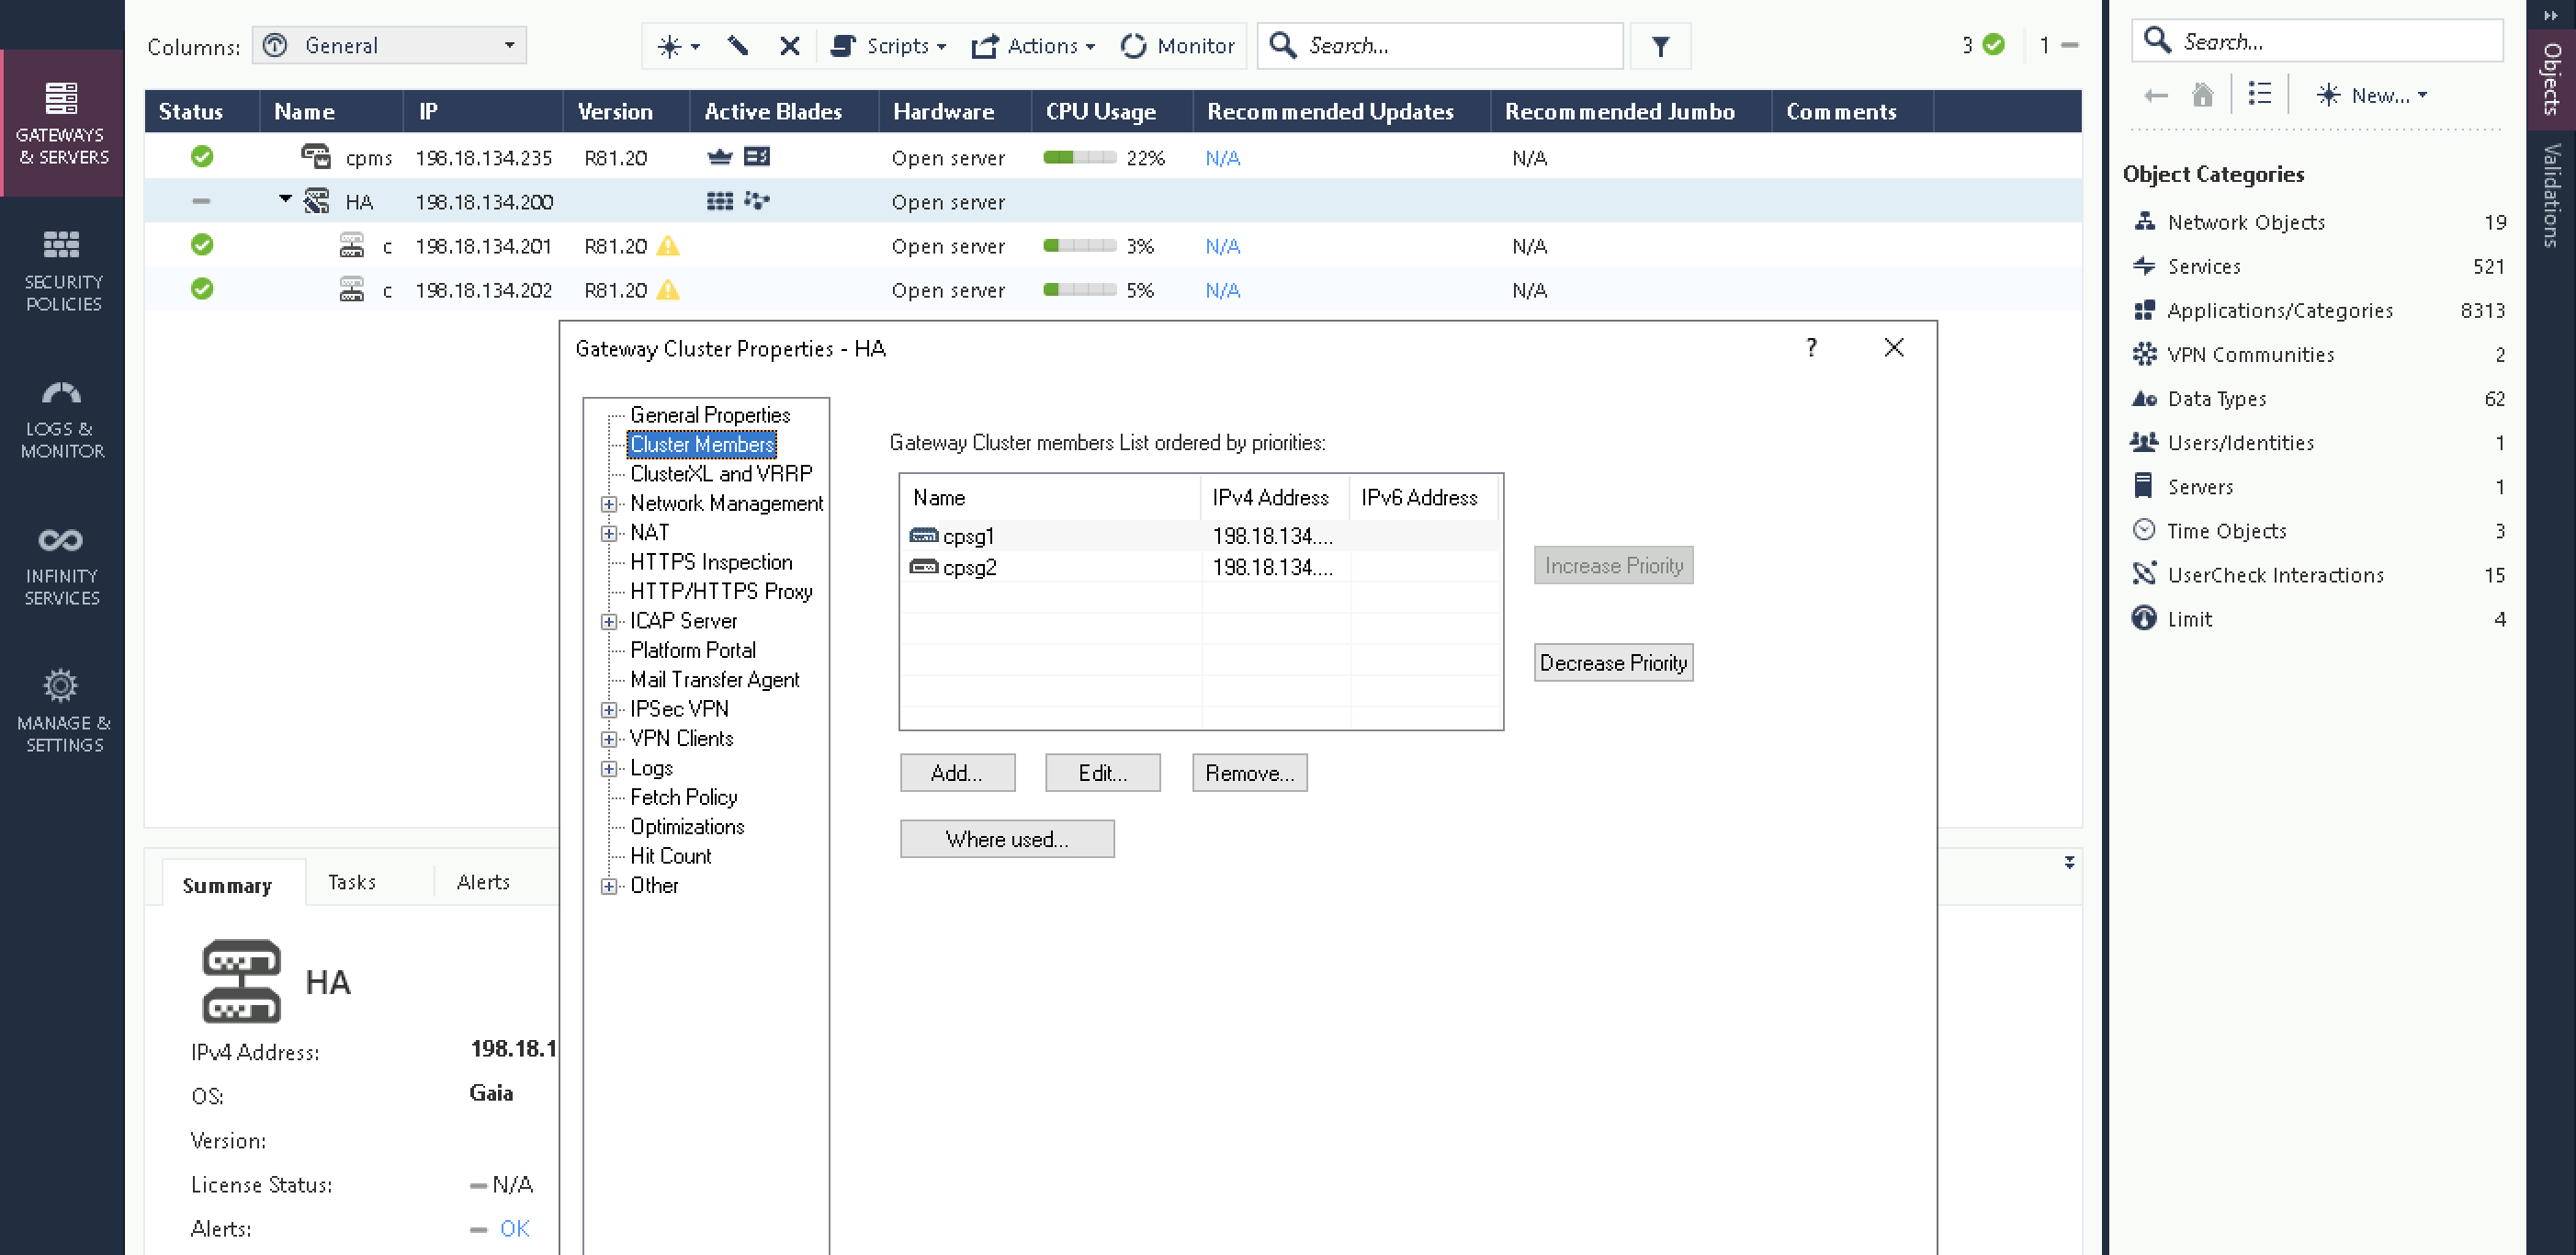 Columns: General
Scripts Actions Monitor Search... 3 1
Status Name IP Version Active Blades Hardware CPU Usage Recommended Updates Recommended Jumbo Comments
cpms 198.18.134.235 R81.20 Open server 22% N/A N/A
HA 198.18.134.200 Open server
c 198.18.134.201 R81.20 Open server 3% N/A N/A
c 198.18.134.202 R81.20 Open server 5% N/A N/A
GATEWAYS
& SERVERS
SECURITY
POLICIES
LOGS &
MONITOR
INFINITY
SERVICES
MANAGE &
SETTINGS
Gateway Cluster Properties - HA ?
General Properties
Cluster Members
ClusterXL and VRRP
Network Management
NAT
HTTPS Inspection
HTTP/HTTPS Proxy
ICAP Server
Platform Portal
Mail Transfer Agent
IPSec VPN
VPN Clients
Logs
Fetch Policy
Optimizations
Hit Count
Other
Gateway Cluster members List ordered by priorities:
Name IPv4 Address IPv6 Address
cpsg1 198.18.134....
cpsg2 198.18.134....
Increase Priority
Decrease Priority
Add... Edit... Remove...
Where used...
Summary Tasks Alerts
HA
IPv4 Address: 198.18.1
OS: Gaia
Version:
License Status: N/A
Alerts: OK
Search...
New...
Object Categories
Network Objects 19
Services 521
Applications/Categories 8313
VPN Communities 2
Data Types 62
Users/Identities 1
Servers 1
Time Objects 3
UserCheck Interactions 15
Limit 4
Objects
Validations